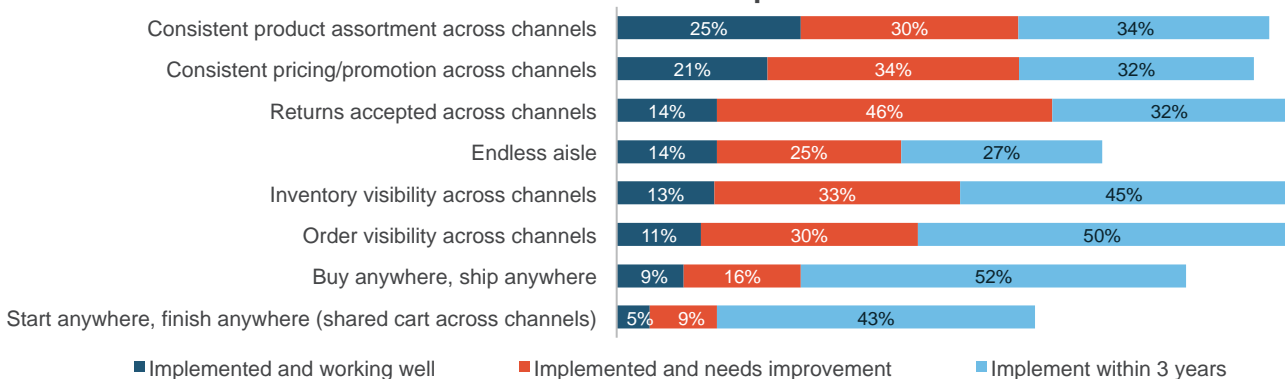 Consistent product assortment across channels 25% 30% 34%
Consistent pricing/promotion across channels 21% 34% 32%
Returns accepted across channels 14% 46% 32%
Endless aisle 14% 25% 27%
Inventory visibility across channels 13% 33% 45%
Order visibility across channels 11% 30% 50%
Buy anywhere, ship anywhere 9% 16% 52%
Start anywhere, finish anywhere (shared cart across channels) 5% 9% 43%
Implemented and working well Implemented and needs improvement Implement within 3 years